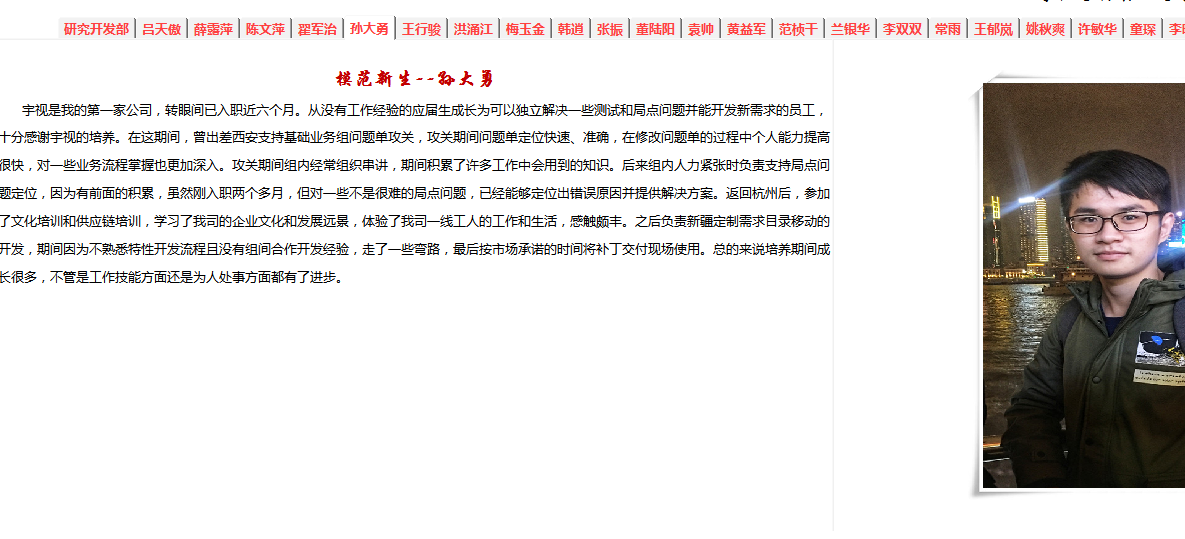 研究开发部 | 吕天傲 | 薛露萍 | 陈文萍 | 翟军治 | 孙大勇 | 王行骏 | 洪涌江 | 梅玉金 | 韩逍 | 张振 | 董陆阳 | 袁帅 | 黄益军 | 范桢干 | 兰银华 | 李双双 | 常雨 | 王郁岚 | 姚秋爽 | 许敏华 | 童琛 | 李
模范新生--孙大勇
宇视是我的第一家公司，转眼间已入职近六个月。从没有工作经验的应届生成长为可以独立解决一些测试和局点问题并能开发新需求的员工，
十分感谢宇视的培养。在这期间，曾出差西安支持基础业务组问题单攻关，攻关期间问题单定位快速、准确，在修改问题单的过程中个人能力提高
很快，对一些业务流程掌握也更加深入。攻关期间组内经常组织串讲，期间积累了许多工作中会用到的知识。后来组内人力紧张时负责支持局点问
题定位，因为有前面的积累，虽然刚入职两个多月，但对一些不是很难的局点问题，已经能够定位出错误原因并提供解决方案。返回杭州后，参加
了文化培训和供应链培训，学习了我司的企业文化和发展远景，体验了我司一线工人的工作和生活，感触颇丰。之后负责新疆定制需求目录移动的
开发，期间因为不熟悉特性开发流程且没有组间合作开发经验，走了一些弯路，最后按市场承诺的时间将补丁交付现场使用。总的来说培养期间成
长很多，不管是工作技能方面还是为人处事方面都有了进步。